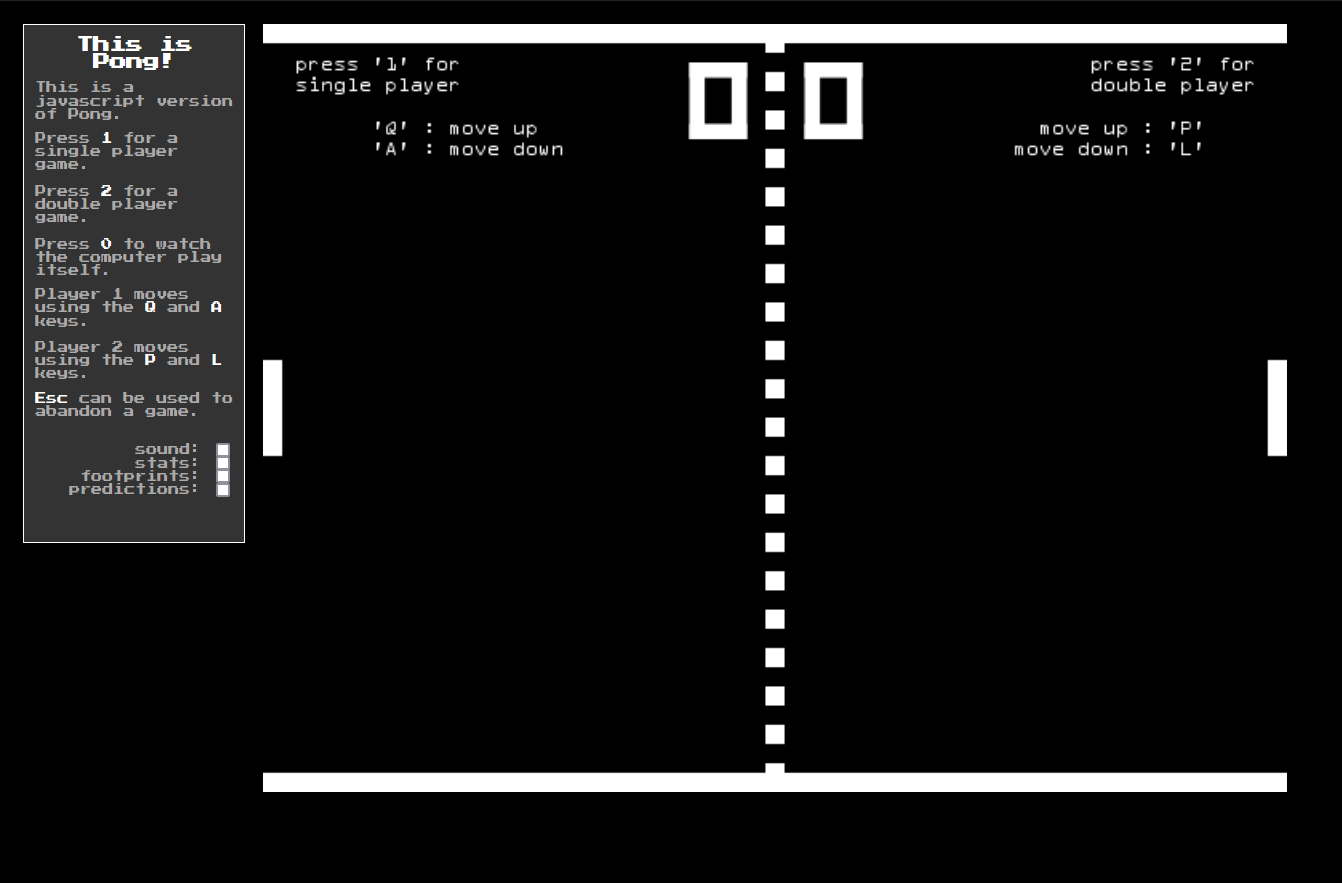 This is
Pong!
This is a
javascript version
of Pong.
Press 1 for a
single player
game.
Press 2 for a
double player
game.
Press 0 to watch
the computer play
itself.
Player 1 moves
using the Q and A
keys.
Player 2 moves
using the P and L
keys.
Esc can be used to
abandon a game.
sound:
stats:
footprints:
predictions:
press '1' for
single player
'Q' : move up
'A' : move down
0 0
press '2' for
double player
move up : 'P'
move down : 'L'